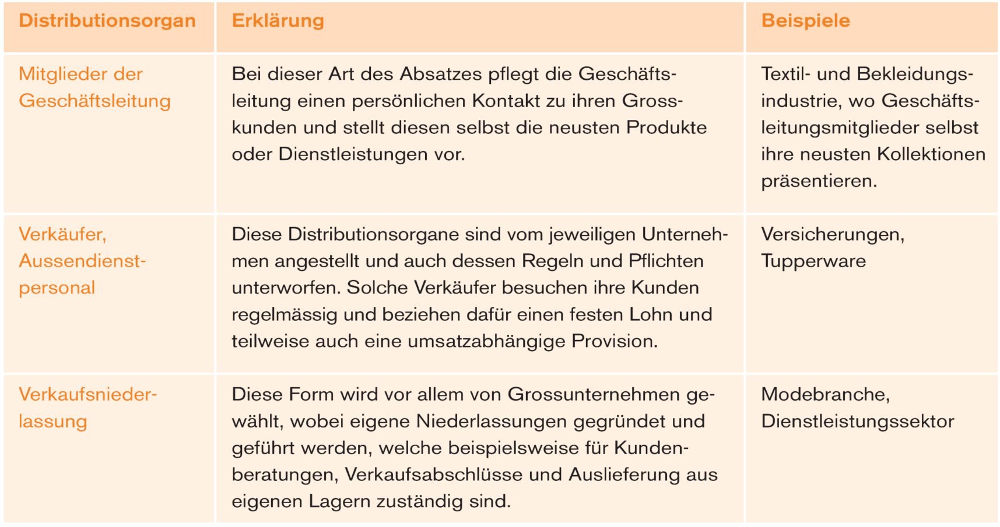 Distributionsorgan
Erklärung
Beispiele
Mitglieder der
Geschäftsleitung
Bei dieser Art des Absatzes pflegt die Geschäfts-
leitung einen persönlichen Kontakt zu ihren Gross-
kunden und stellt diesen selbst die neusten Produkte
oder Dienstleistungen vor.
Textil- und Bekleidungs-
industrie, wo Geschäfts-
leitungsmitglieder selbst
ihre neusten Kollektionen
präsentieren.
Verkäufer,
Aussendienst-
personal
Diese Distributionsorgane sind vom jeweiligen Unterneh-
men angestellt und auch dessen Regeln und Pflichten
unterworfen. Solche Verkäufer besuchen ihre Kunden
regelmässig und beziehen dafür einen festen Lohn und
teilweise auch eine umsatzabhängige Provision.
Versicherungen,
Tupperware
Verkaufsnieder-
lassung
Diese Form wird vor allem von Grossunternehmen ge-
wählt, wobei eigene Niederlassungen gegründet und
geführt werden, welche beispielsweise für Kunden-
beratungen, Verkaufsabschlüsse und Auslieferung aus
eigenen Lagern zuständig sind.
Modebranche,
Dienstleistungssektor